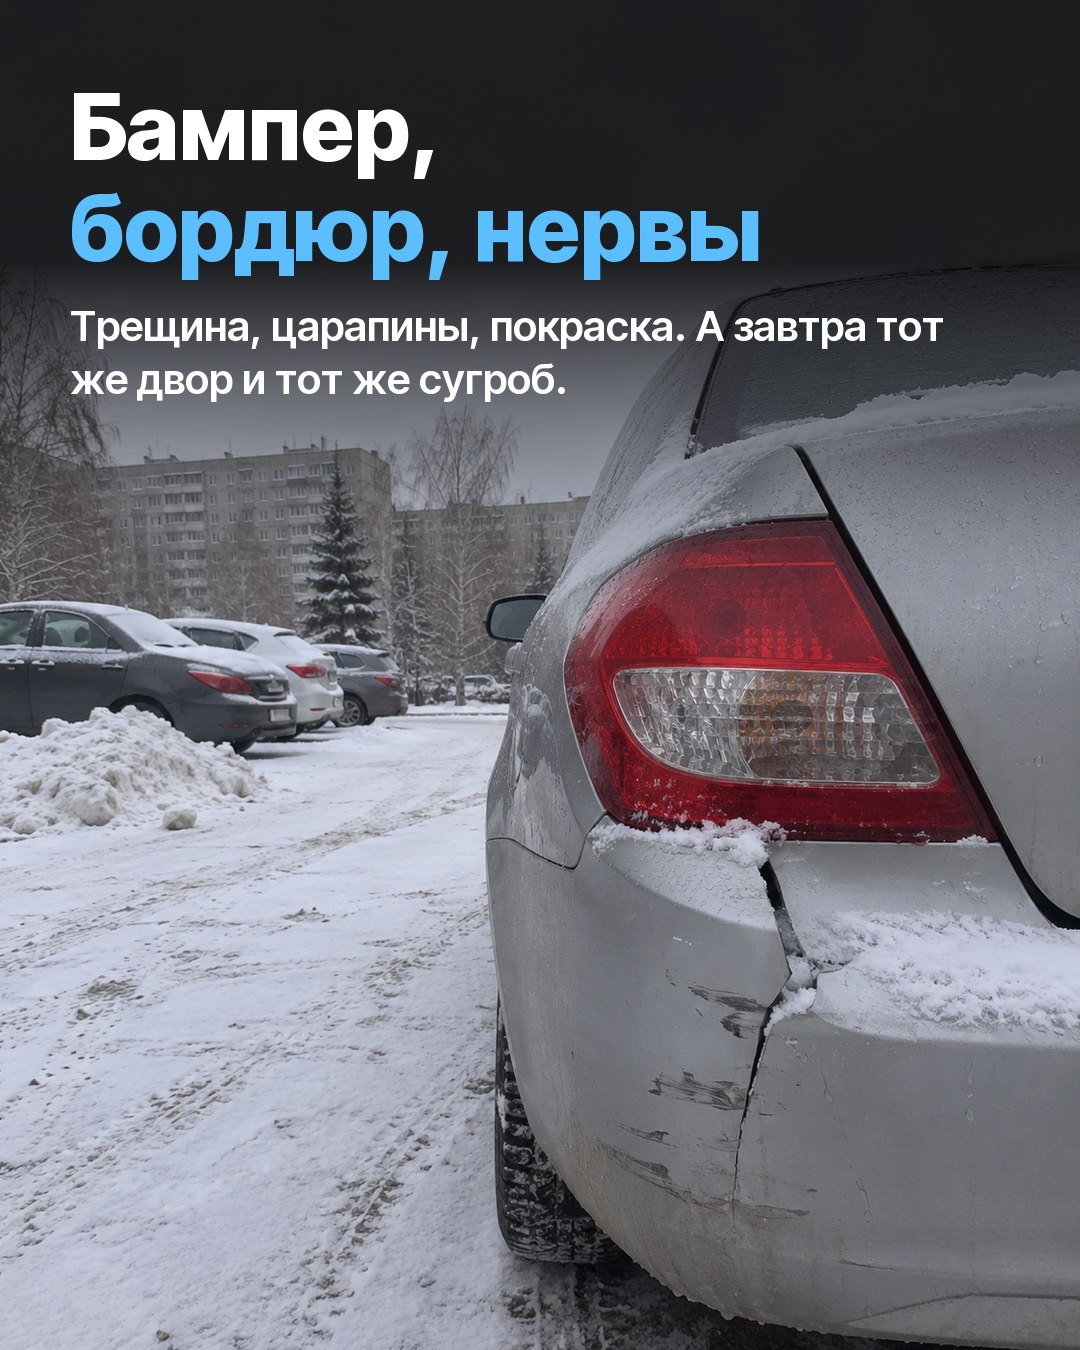 Бампер,
бордюр, нервы
Трещина, царапины, покраска. А завтра тот
же двор и тот же сугроб.